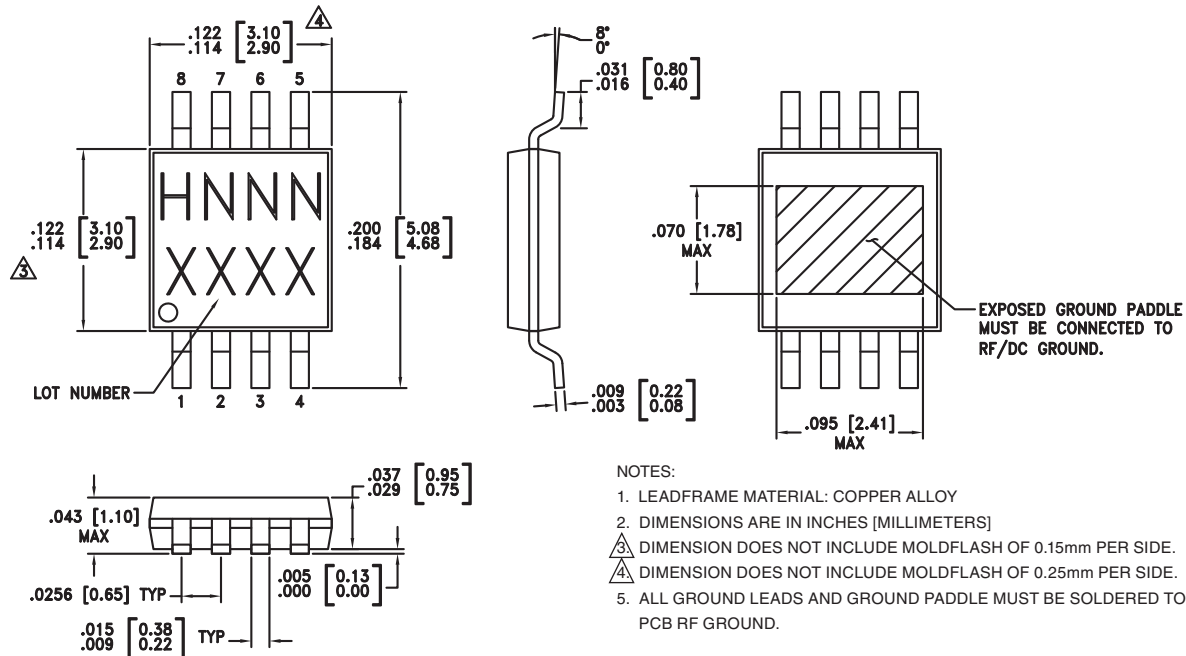 .122 [3.10]
.114 [2.90]
4
8 7 6 5
HNNN
XXXX
.122 [3.10]
.114 [2.90]
3
.200 [5.08]
.184 [4.68]
LOT NUMBER
1 2 3 4
8°
0°
.031 [0.80]
.016 [0.40]
.009 [0.22]
.003 [0.08]
.070 [1.78]
MAX
EXPOSED GROUND PADDLE
MUST BE CONNECTED TO
RF/DC GROUND.
.095 [2.41]
MAX
.037 [0.95]
.029 [0.75]
.043 [1.10]
MAX
.005 [0.13]
.000 [0.00]
.0256 [0.65] TYP
.015 [0.38]
.009 [0.22] TYP
NOTES:
1. LEADFRAME MATERIAL: COPPER ALLOY
2. DIMENSIONS ARE IN INCHES [MILLIMETERS]
3. DIMENSION DOES NOT INCLUDE MOLDFLASH OF 0.15mm PER SIDE.
4. DIMENSION DOES NOT INCLUDE MOLDFLASH OF 0.25mm PER SIDE.
5. ALL GROUND LEADS AND GROUND PADDLE MUST BE SOLDERED TO
PCB RF GROUND.